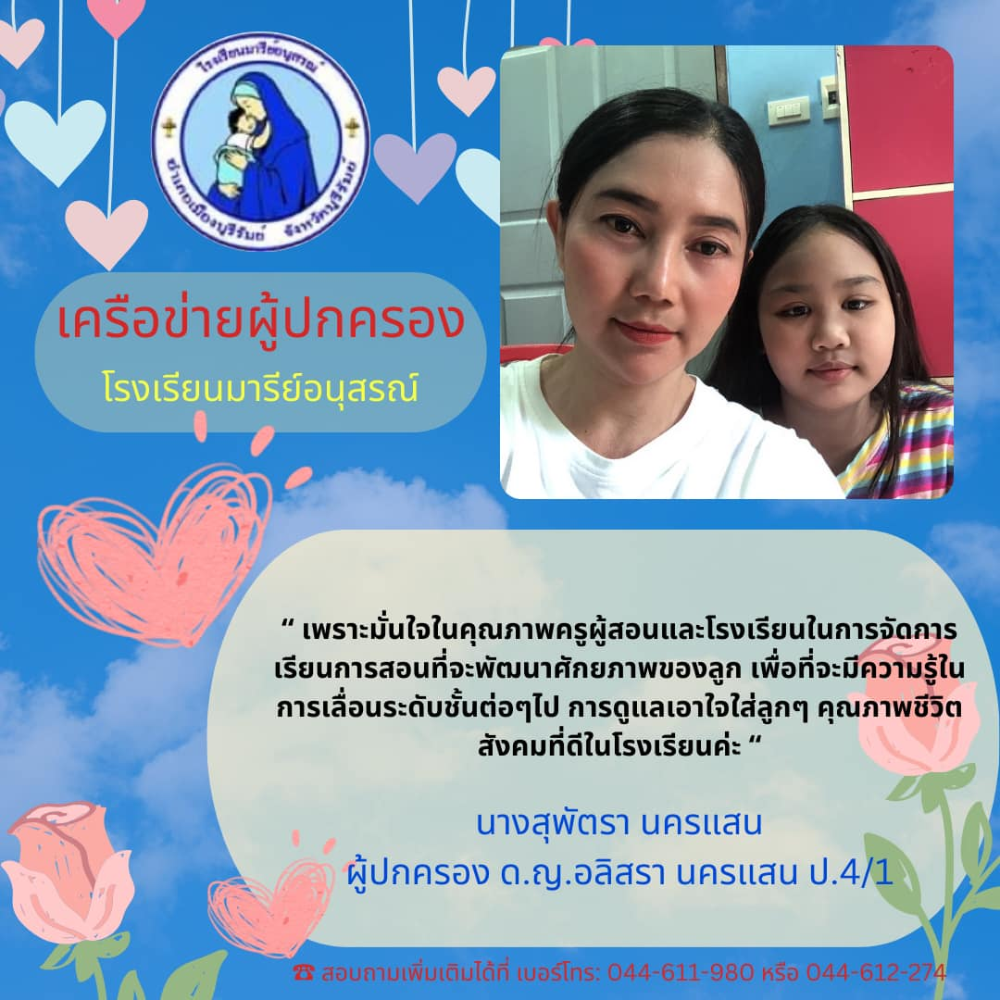 โรงเรียนมารีย์อนุสรณ์
อำเภอเมืองบุรีรัมย์ จังหวัดบุรีรัมย์
เครือข่ายผู้ปกครอง
โรงเรียนมารีย์อนุสรณ์
“ เพราะมั่นใจในคุณภาพครูผู้สอนและโรงเรียนในการจัดการ
เรียนการสอนที่จะพัฒนาศักยภาพของลูก เพื่อที่จะมีความรู้ใน
การเลื่อนระดับชั้นต่อๆไป การดูแลเอาใจใส่ลูกๆ คุณภาพชีวิต
สังคมที่ดีในโรงเรียนค่ะ “
นางสุพัตรา นครแสน
ผู้ปกครอง ด.ญ.อลิสรา นครแสน ป.4/1
☎ สอบถามเพิ่มเติมได้ที่ เบอร์โทร: 044-611-980 หรือ 044-612-274